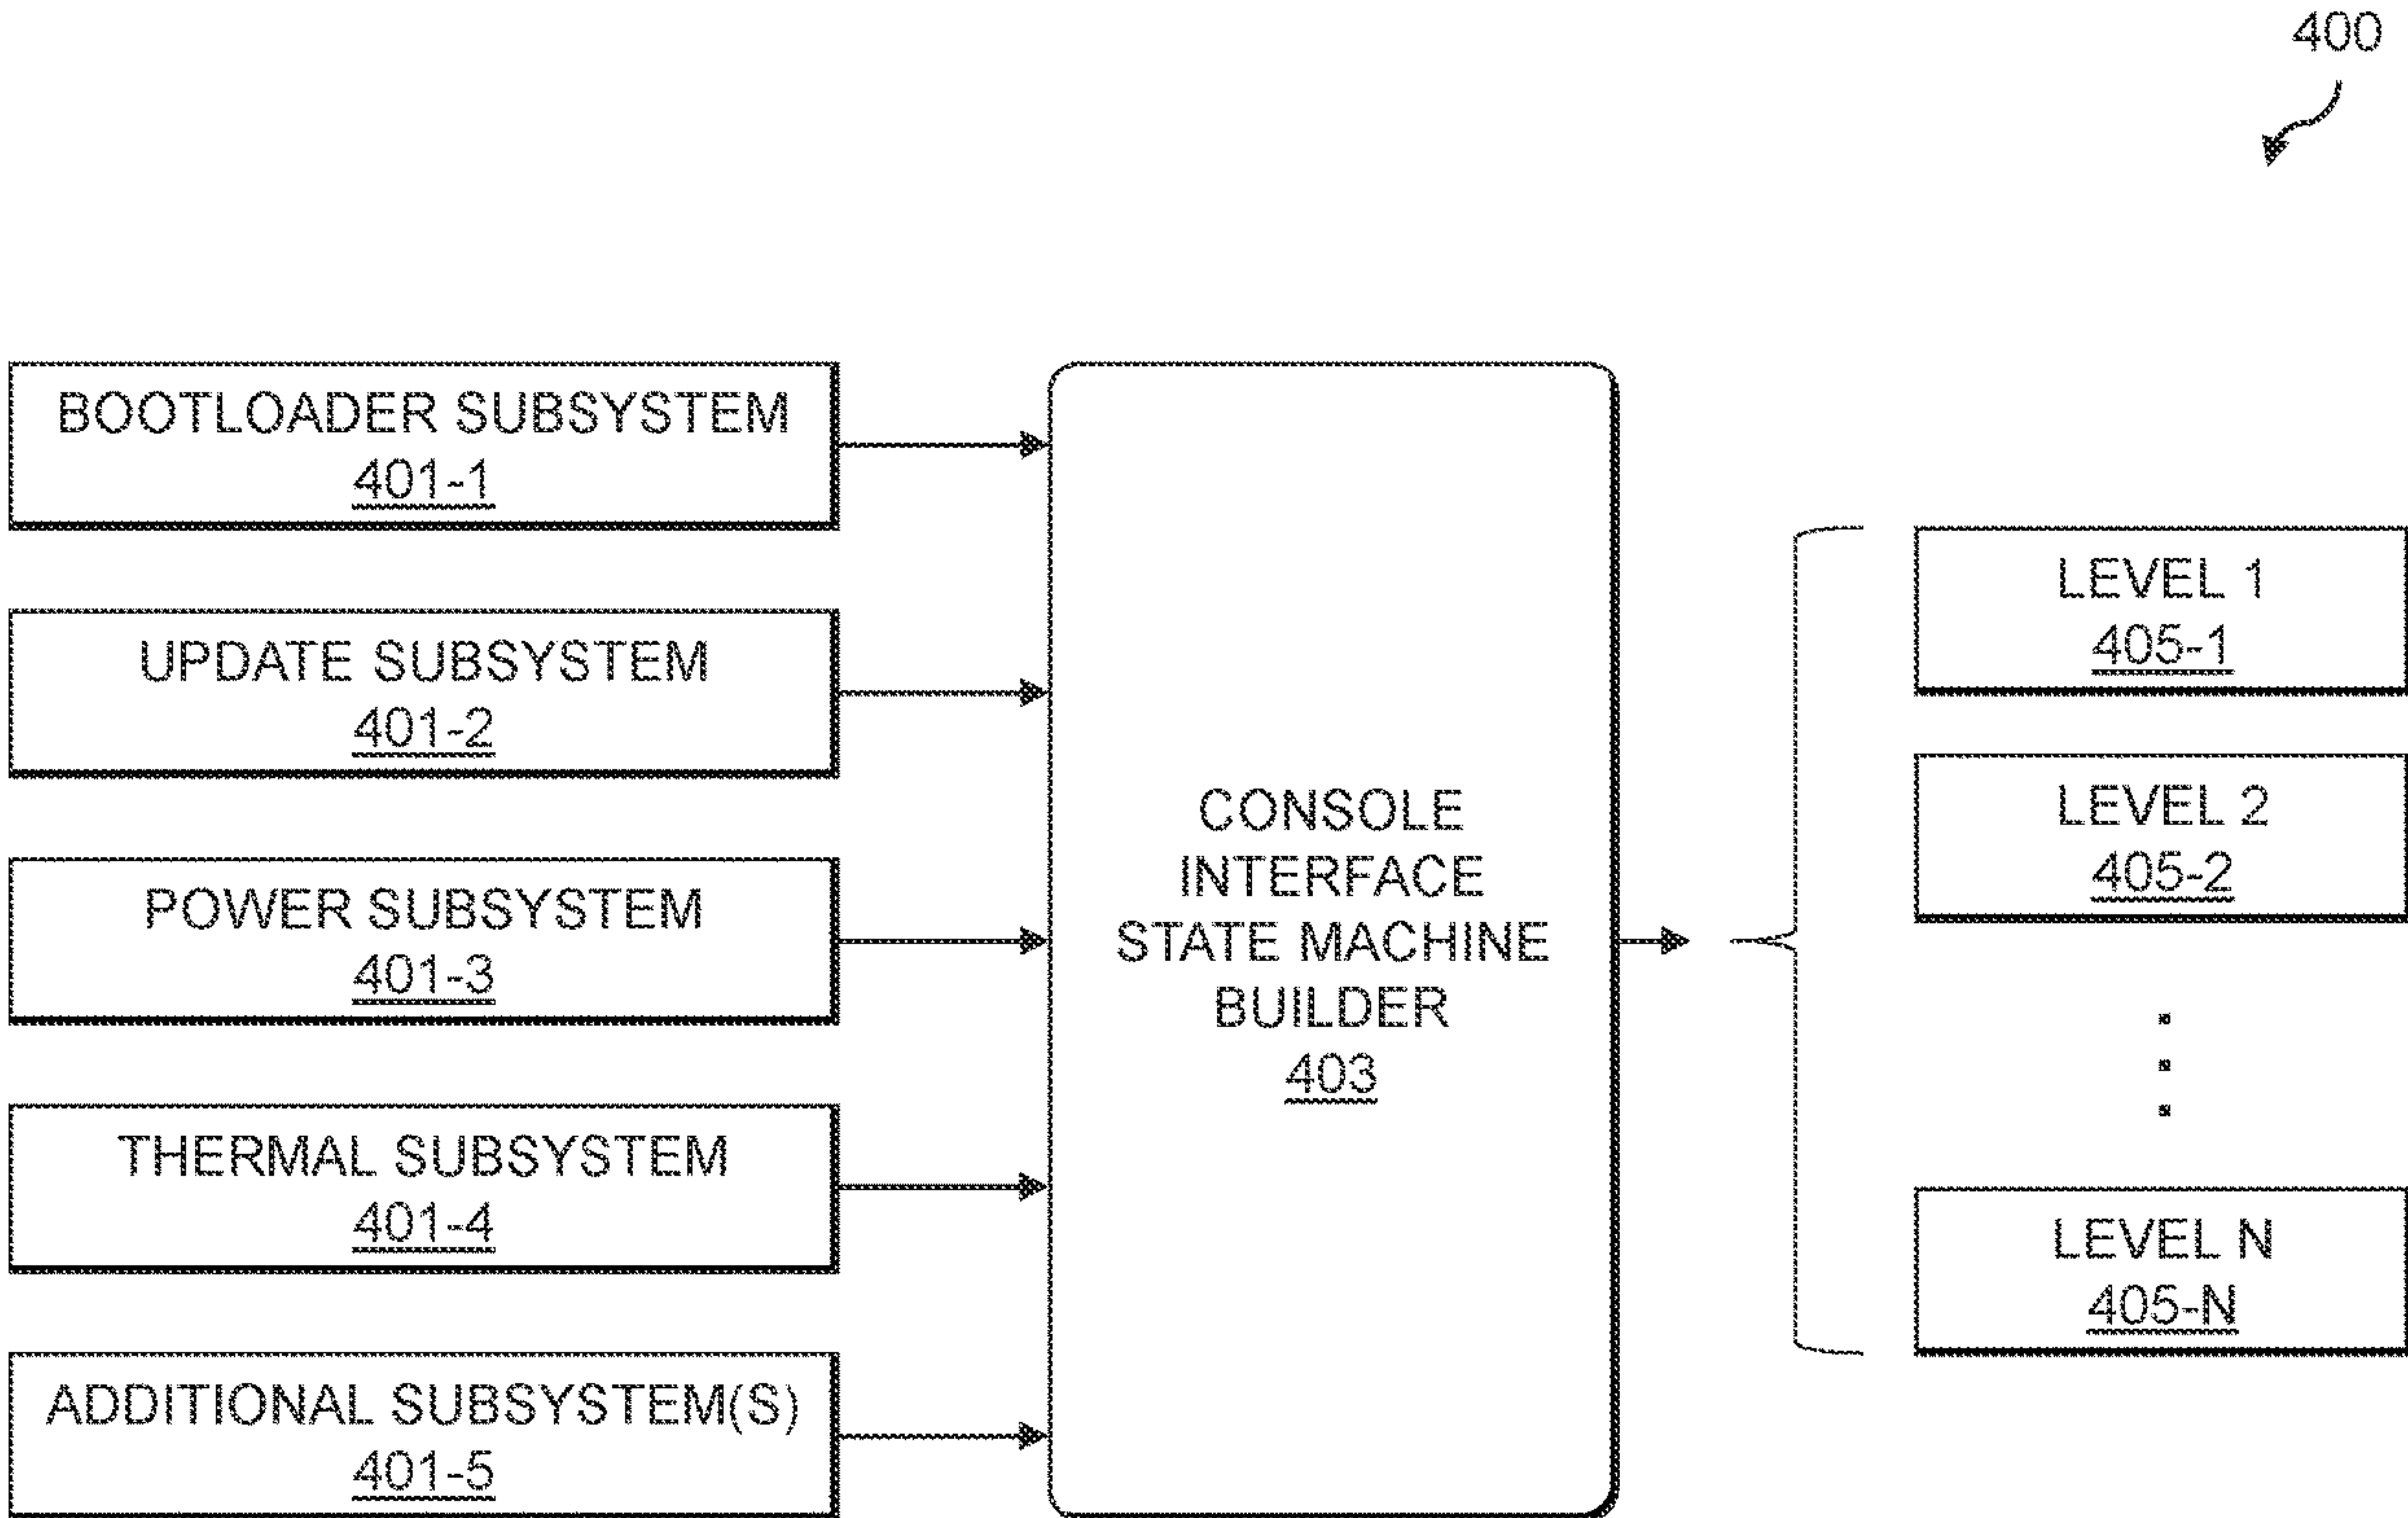 400
BOOTLOADER SUBSYSTEM
401-1
UPDATE SUBSYSTEM
401-2
POWER SUBSYSTEM
401-3
THERMAL SUBSYSTEM
401-4
ADDITIONAL SUBSYSTEM(S)
401-5
CONSOLE
INTERFACE
STATE MACHINE
BUILDER
403
LEVEL 1
405-1
LEVEL 2
405-2
LEVEL N
405-N